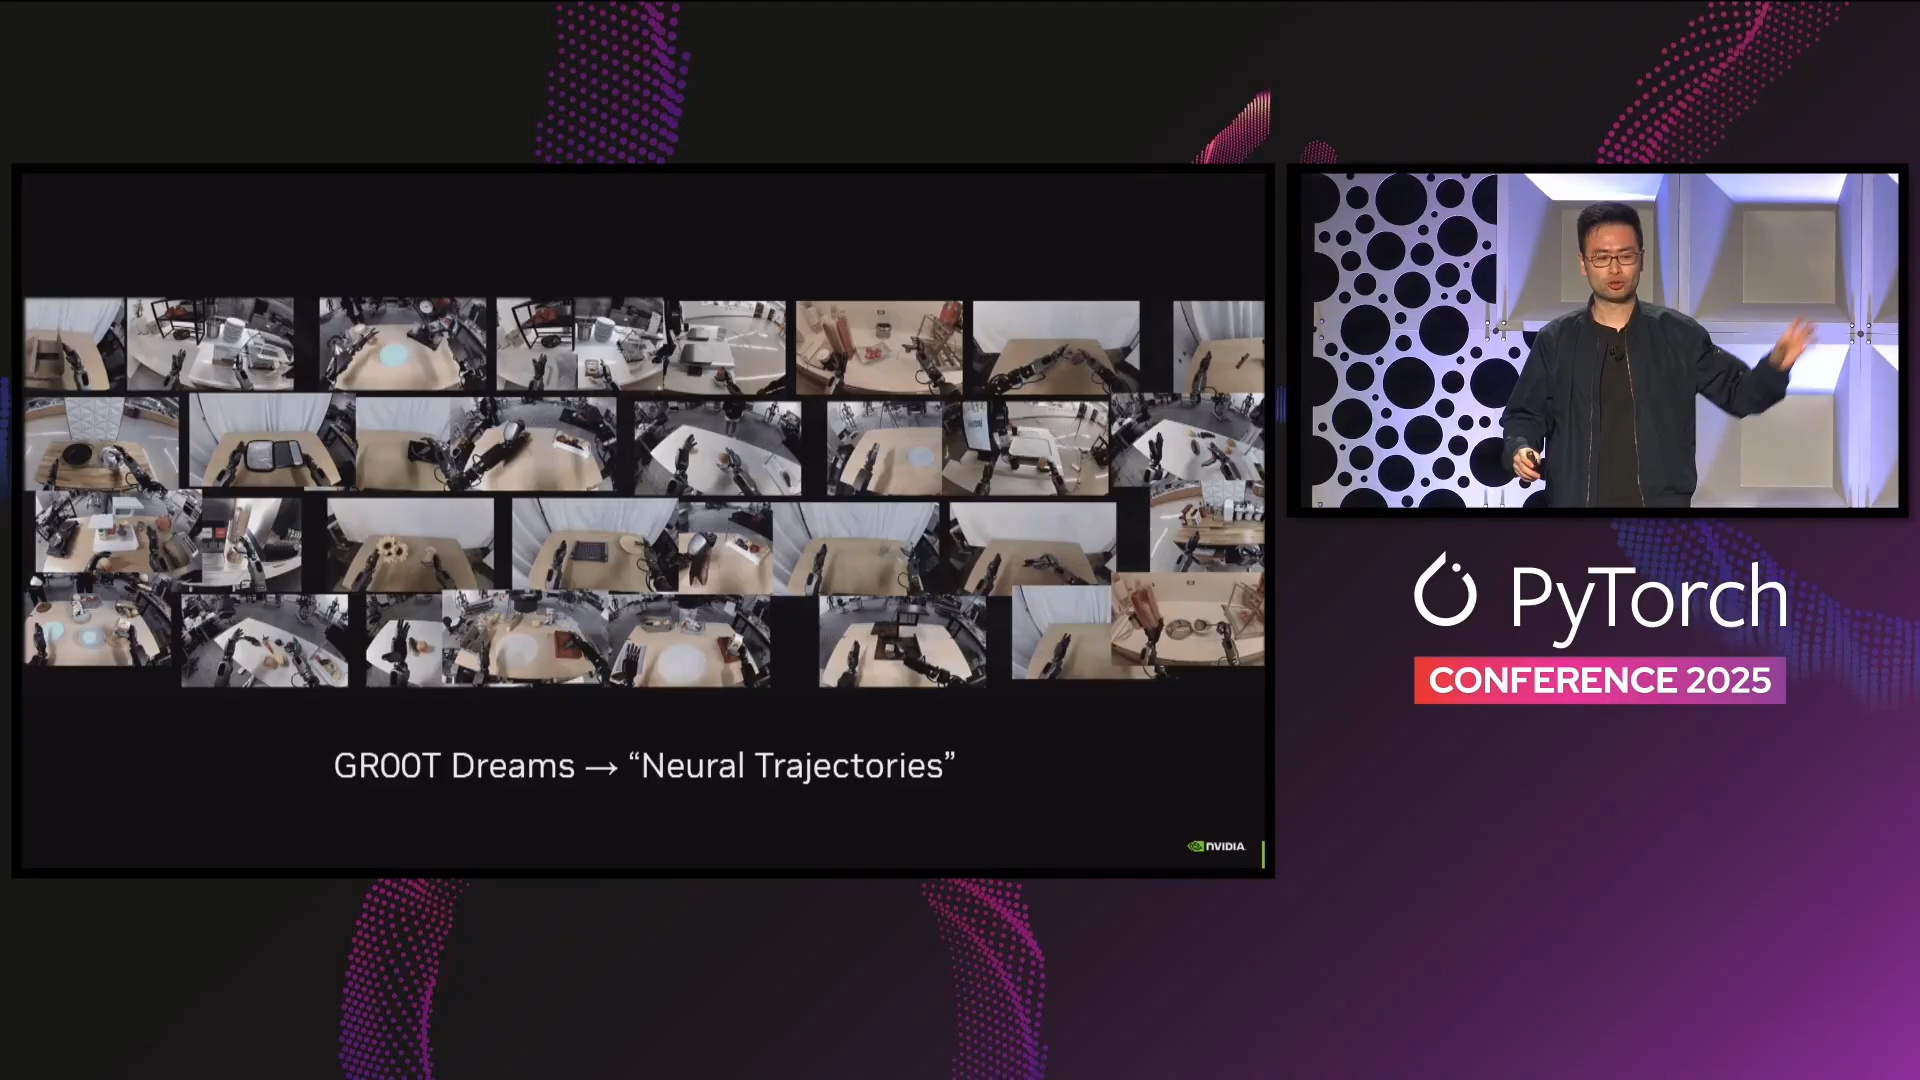 GR00T Dreams → “Neural Trajectories”
NVIDIA
PyTorch
CONFERENCE 2025